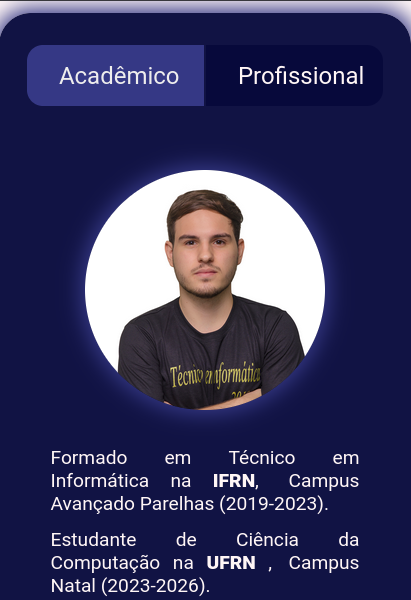 Acadêmico Profissional
Técnico em Informática
Formado em Técnico em
Informática na IFRN, Campus
Avançado Parelhas (2019-2023).
Estudante de Ciência da
Computação na UFRN , Campus
Natal (2023-2026).